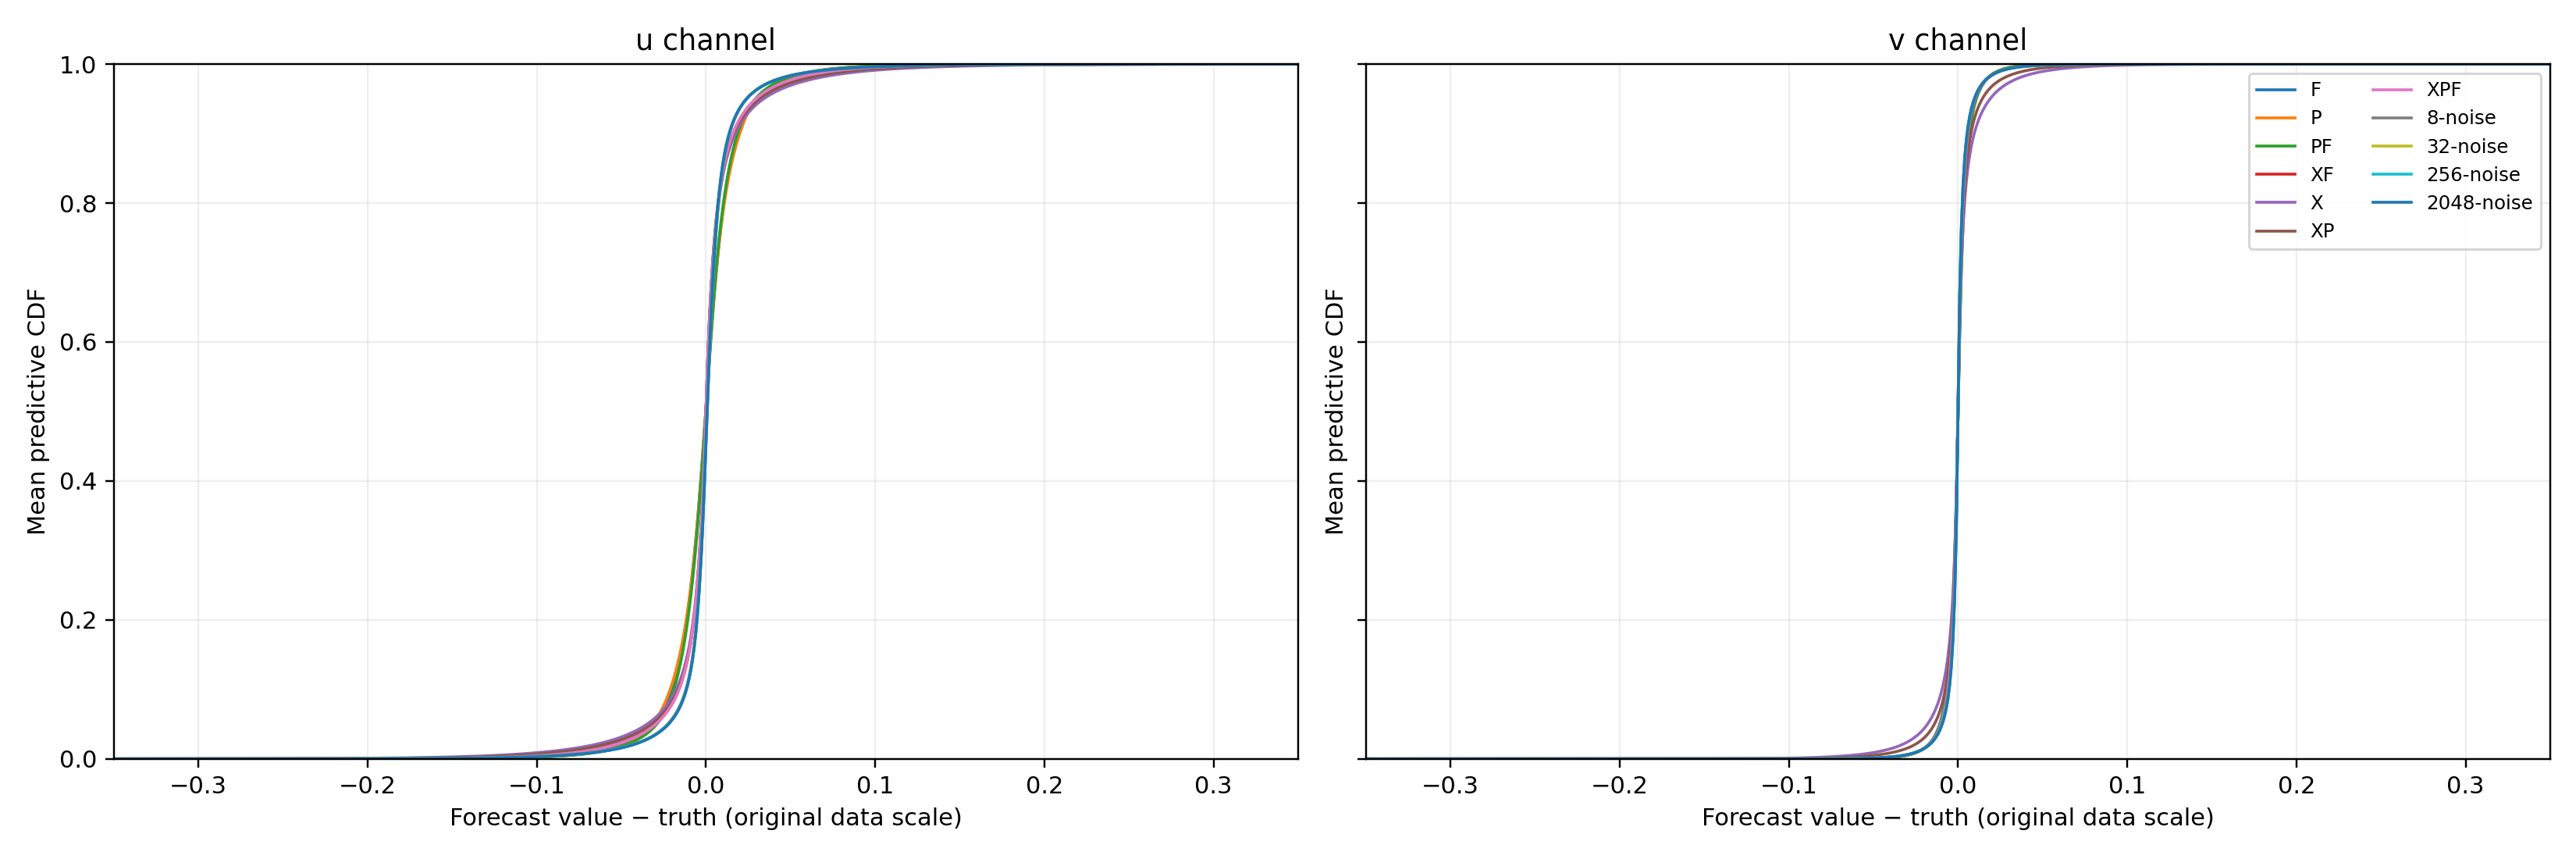 u channel
1.0
0.8
0.6
0.4
0.2
0.0
Mean predictive CDF
−0.3 −0.2 −0.1 0.0 0.1 0.2 0.3
Forecast value − truth (original data scale)
v channel
Mean predictive CDF
F
P
PF
XF
X
XP
XPF
8-noise
32-noise
256-noise
2048-noise
−0.3 −0.2 −0.1 0.0 0.1 0.2 0.3
Forecast value − truth (original data scale)